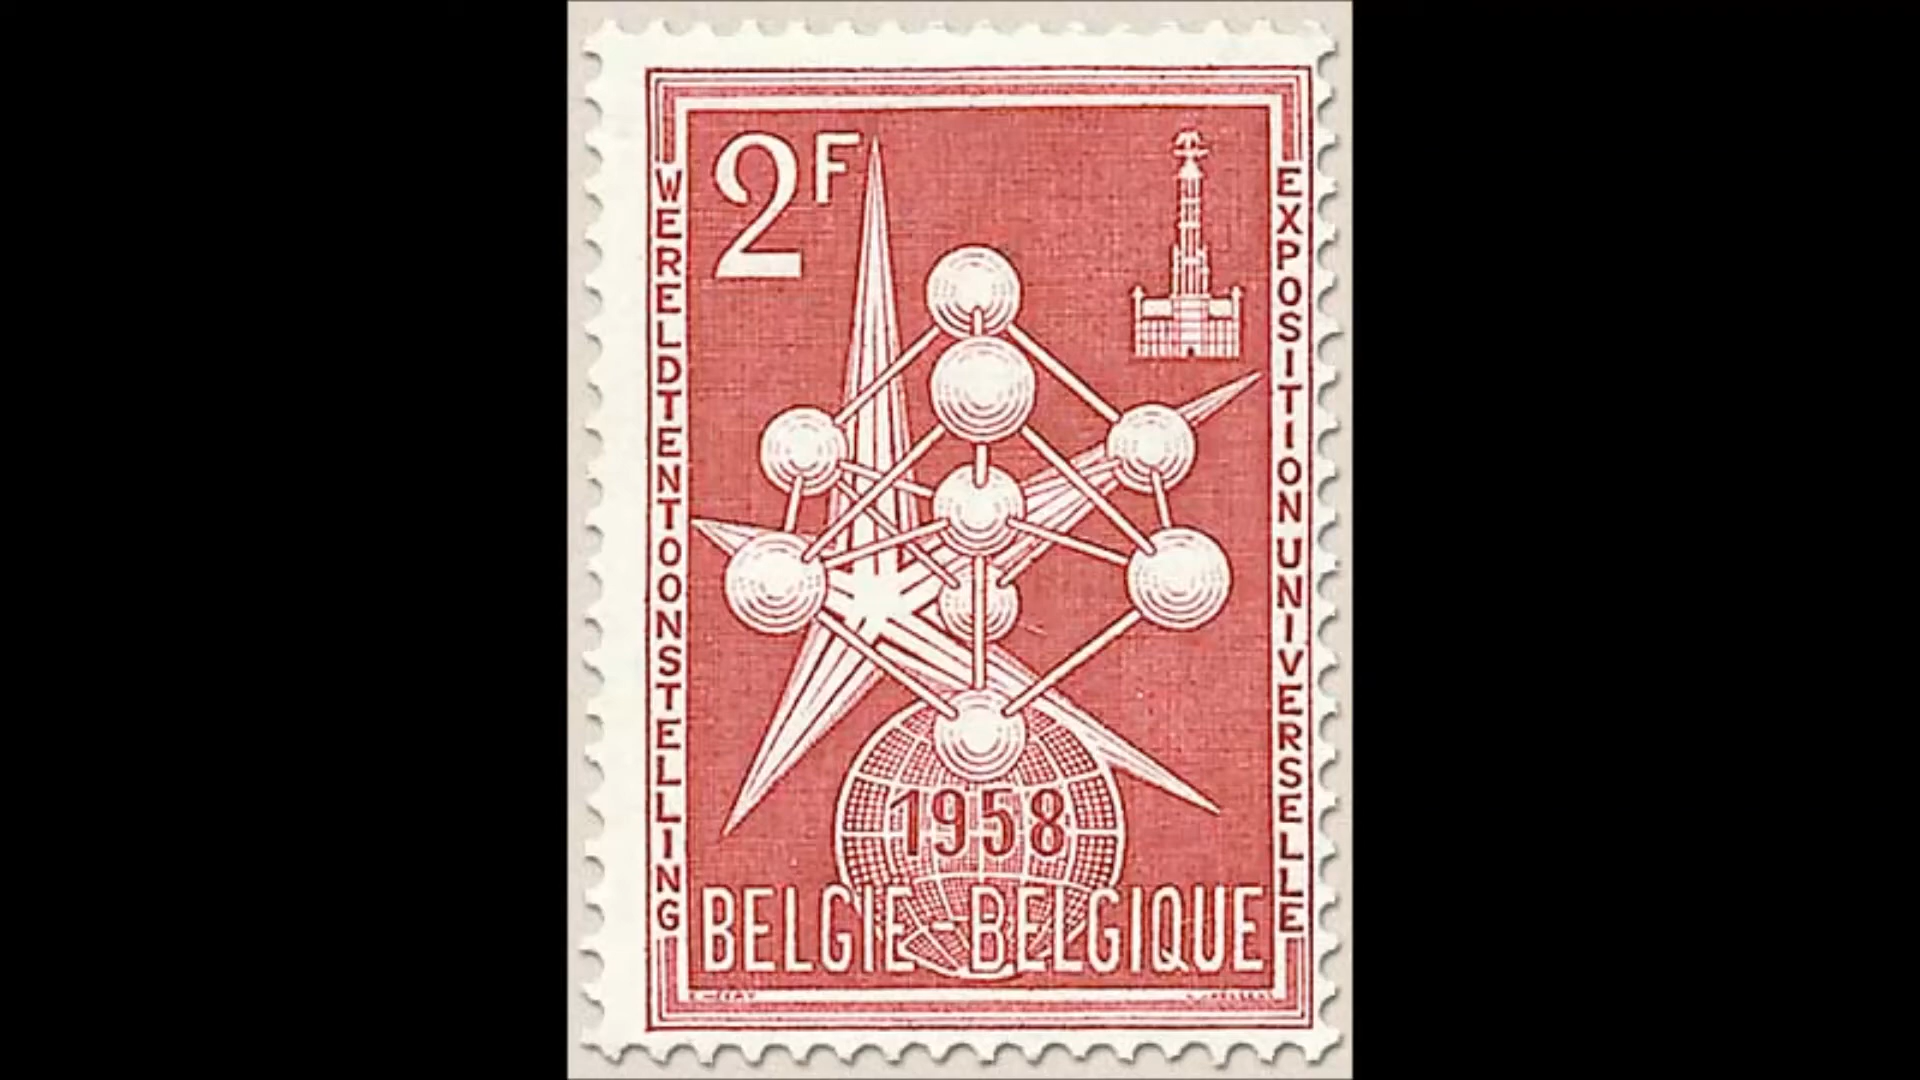 2F
WERELDTENTOONSTELLING
EXPOSITION UNIVERSELLE
1958
BELGIE-BELGIQUE